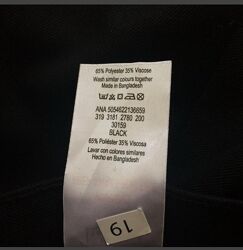 65% Polyester 35% Viscose
Wash similar colours together
Made in Bangladesh
ANA 5054622136659
319 3181 2780 200
30159
BLACK
65% Poliéster 35% Viscosa
Lavar con colores similares
Hecho en Bangladesh
19